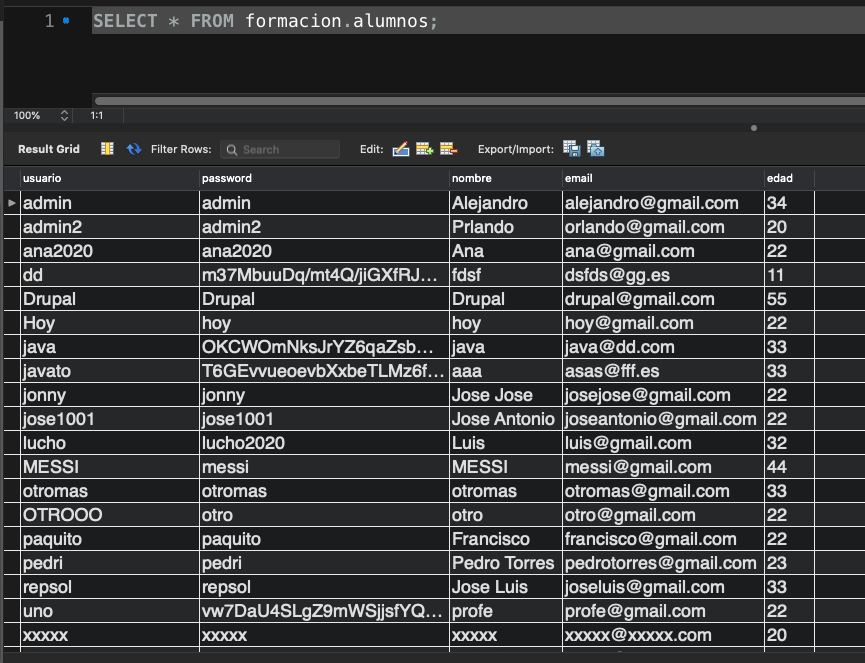 1 SELECT * FROM formacion.alumnos;
100% 1:1
Result Grid Filter Rows: Search Edit: Export/Import:
usuario password nombre email edad
admin admin Alejandro alejandro@gmail.com 34
admin2 admin2 Prlando orlando@gmail.com 20
ana2020 ana2020 Ana ana@gmail.com 22
dd m37MbuuDq/mt4Q/jiGXfRJ... fdsf dsfds@gg.es 11
Drupal Drupal Drupal drupal@gmail.com 55
Hoy hoy hoy hoy@gmail.com 22
java OKCWOmNksJrYZ6qaZsb... java java@dd.com 33
javato T6GEvvueoevbXxbeTLMz6f... aaa asas@fff.es 33
jonny jonny Jose Jose josejose@gmail.com 22
jose1001 jose1001 Jose Antonio joseantonio@gmail.com 22
lucho lucho2020 Luis luis@gmail.com 32
MESSI messi MESSI messi@gmail.com 44
otromas otromas otromas otromas@gmail.com 33
OTROOO otro otro otro@gmail.com 22
paquito paquito Francisco francisco@gmail.com 22
pedri pedri Pedro Torres pedrotorres@gmail.com 23
repsol repsol Jose Luis joseluis@gmail.com 33
uno vw7DaU4SLgZ9mWSjjsfYQ... profe profe@gmail.com 22
xxxxx xxxxx xxxxx xxxxx@xxxxx.com 20